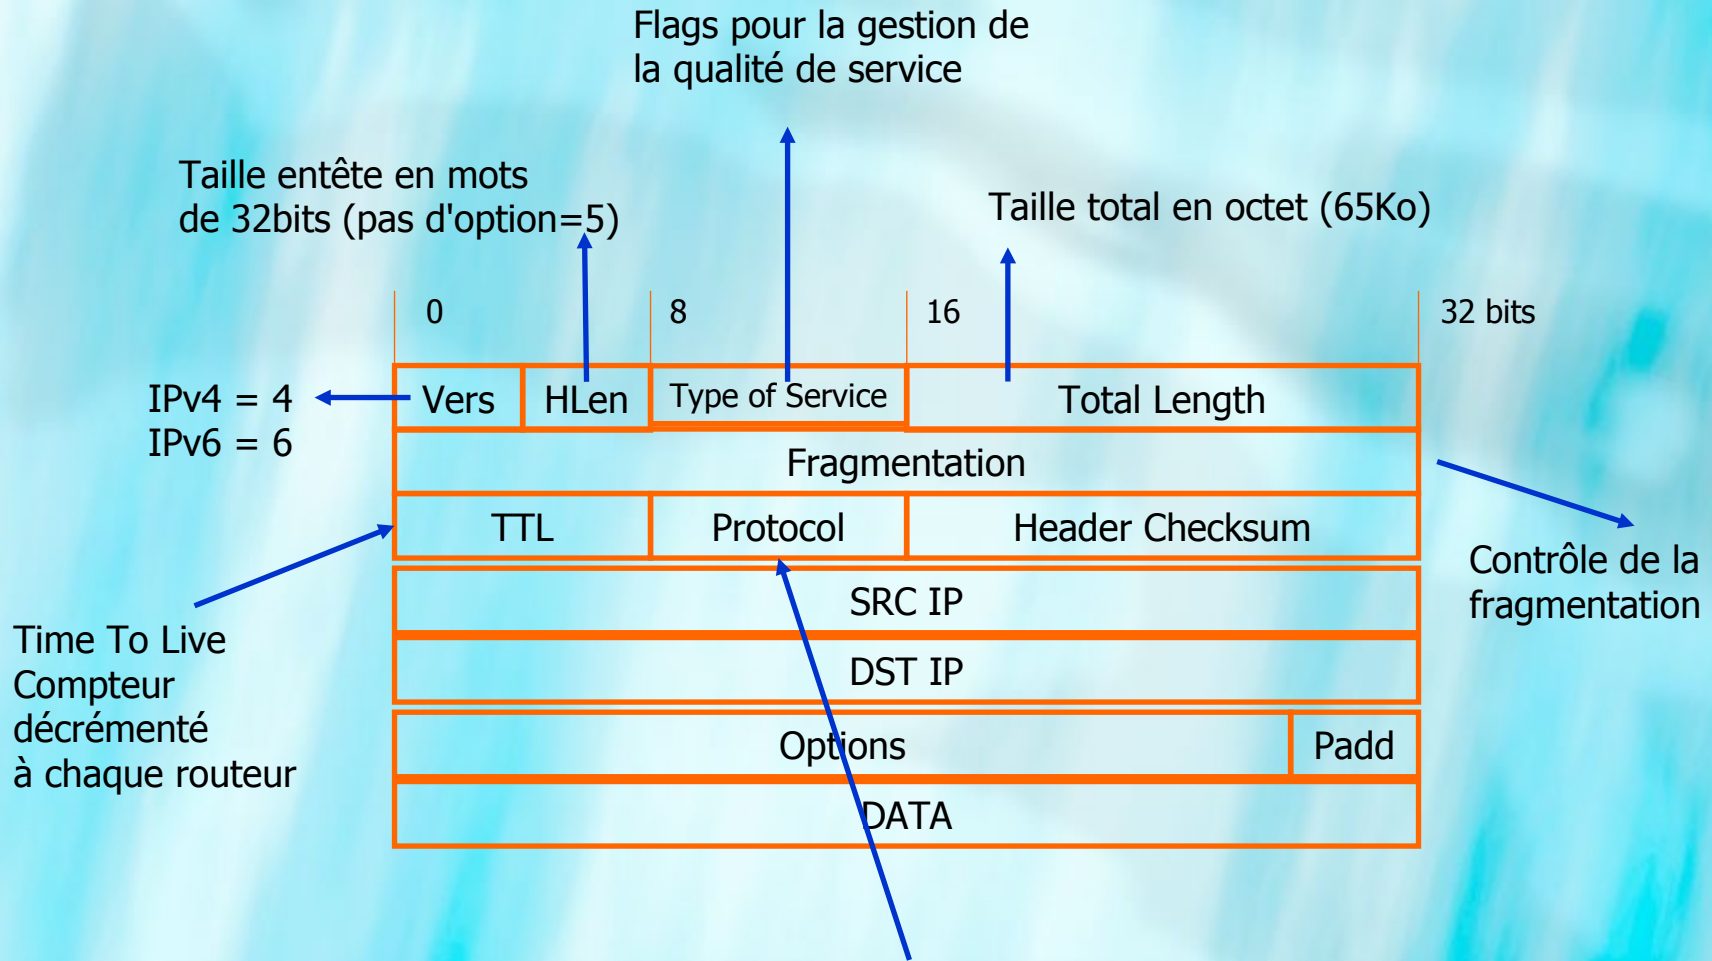 Flags pour la gestion de
la qualité de service
Taille entête en mots
de 32bits (pas d'option=5)
Taille total en octet (65Ko)
0 8 16 32 bits
IPv4 = 4
IPv6 = 6
Vers HLen Type of Service Total Length
Fragmentation
TTL Protocol Header Checksum
Contrôle de la
fragmentation
SRC IP
Time To Live
Compteur
décrémenté
à chaque routeur
DST IP
Options Padd
DATA